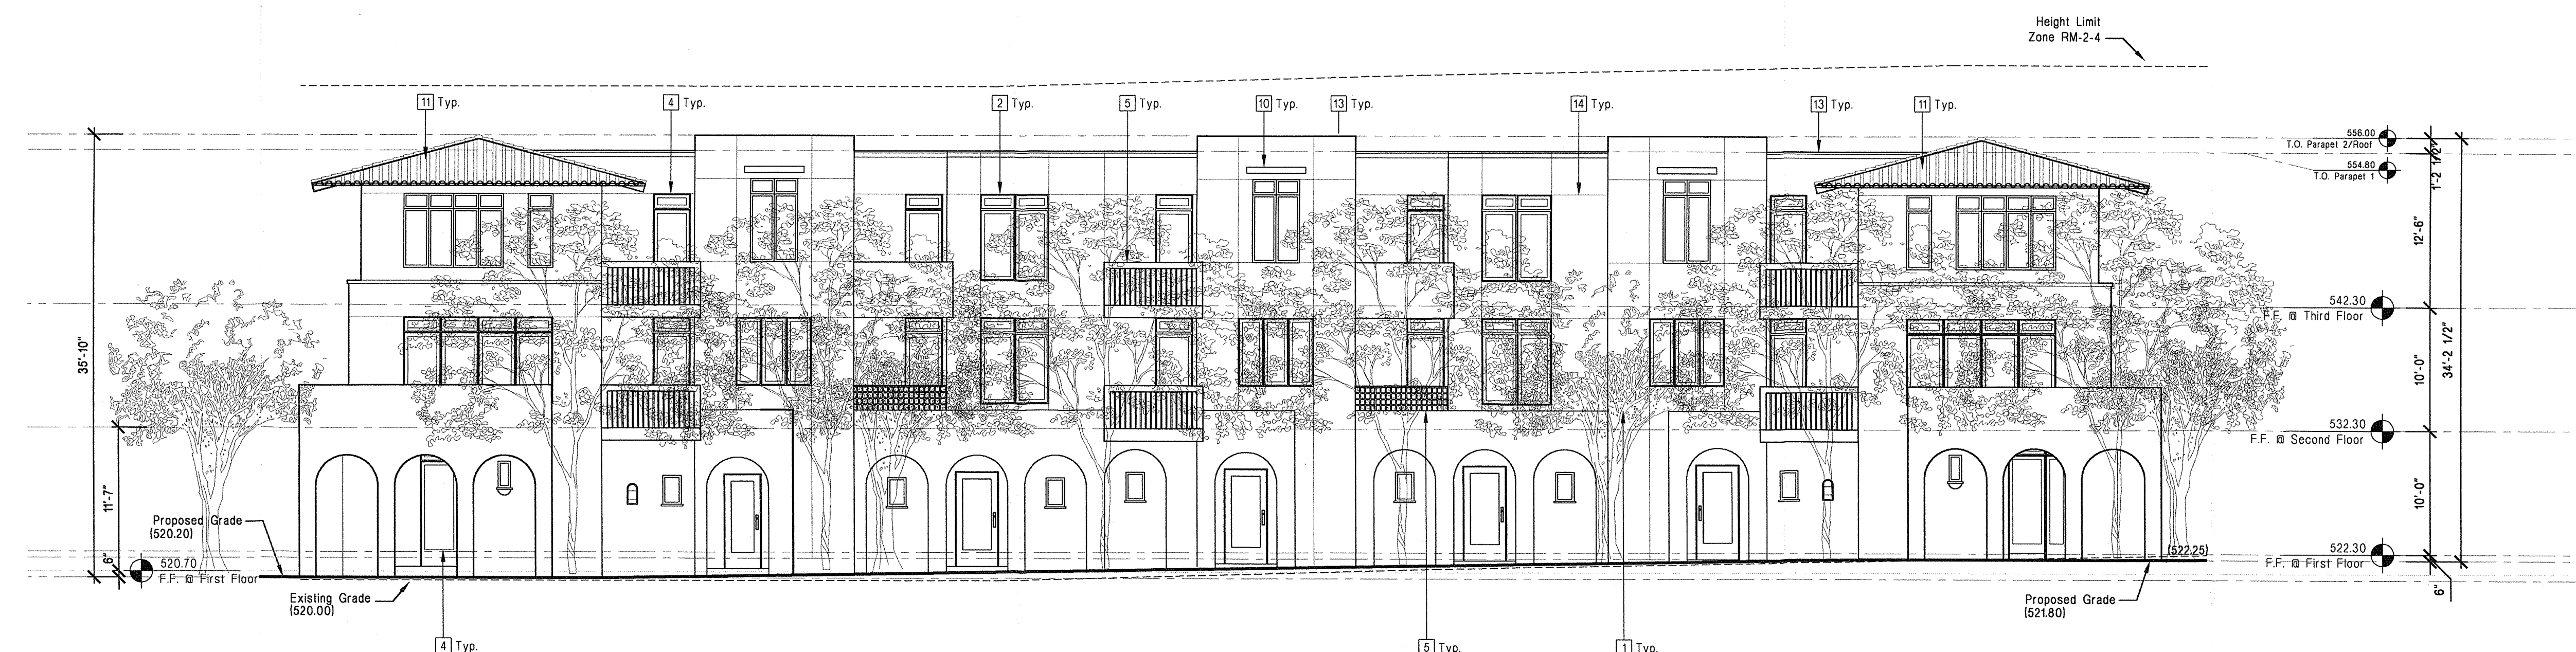 Height Limit
Zone RM-2-4
11 Typ.
4 Typ.
2 Typ.
5 Typ.
10 Typ.
13 Typ.
14 Typ.
13 Typ.
11 Typ.
556.00
T.O. Parapet 2/Roof
554.80
T.O. Parapet 1
1'-2 1/2"
12'-6"
542.30
F.F. @ Third Floor
35'-10"
34'-2 1/2"
10'-0"
532.30
F.F. @ Second Floor
11'-7"
10'-0"
Proposed Grade
(520.20)
6"
520.70
F.F. @ First Floor
(522.25)
522.30
F.F. @ First Floor
6"
Existing Grade
(520.00)
Proposed Grade
(521.80)
4 Typ.
5 Typ.
1 Typ.